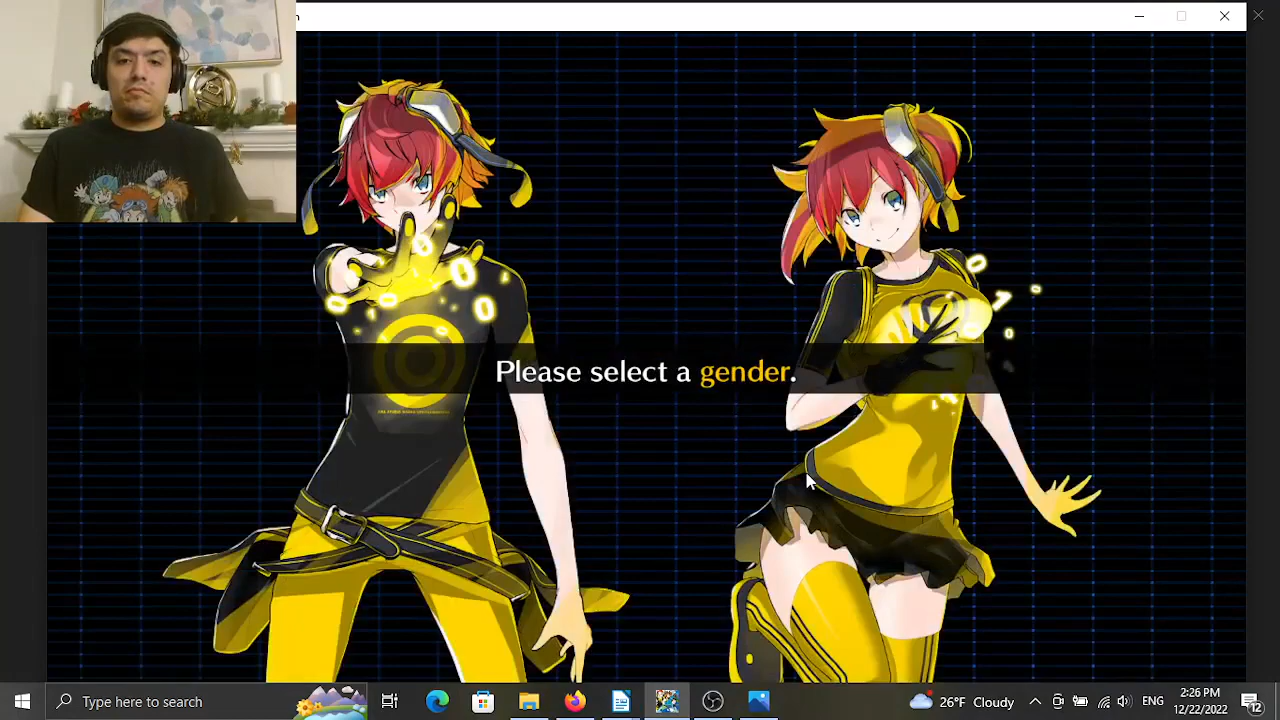 Please select a gender.
Type here to search
26°F Cloudy
ENG
2:26 PM
12/22/2022
12